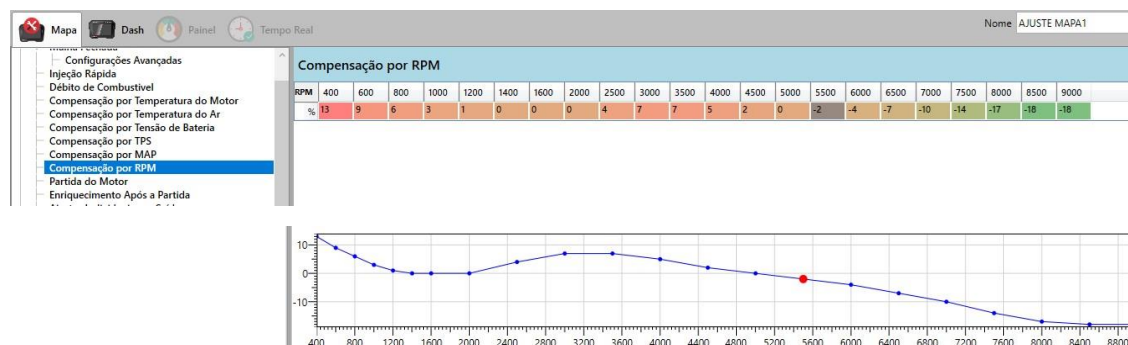 Mapa Dash Painel Tempo Real Nome AJUSTE MAPA1
Malha Fechada
Configurações Avançadas
Injeção Rápida
Débito de Combustível
Compensação por Temperatura do Motor
Compensação por Temperatura do Ar
Compensação por Tensão de Bateria
Compensação por TPS
Compensação por MAP
Compensação por RPM
Partida do Motor
Enriquecimento Após a Partida
Compensação por RPM
RPM 400 600 800 1000 1200 1400 1600 2000 2500 3000 3500 4000 4500 5000 5500 6000 6500 7000 7500 8000 8500 9000
% 13 9 6 3 1 0 0 0 4 7 7 5 2 0 -2 -4 -7 -10 -14 -17 -18 -18
10
0
-10
400 800 1200 1400 1600 2000 2400 2800 3200 3600 4000 4400 4800 5200 5600 6000 6400 6800 7200 7600 8000 8400 8800